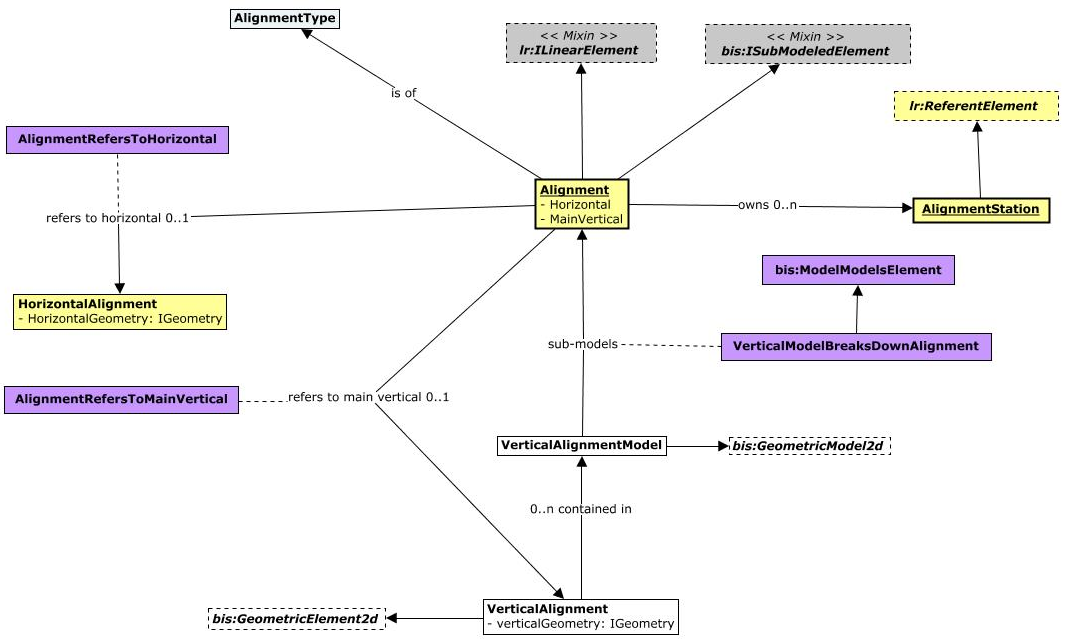 AlignmentType
<< Mixin >>
lr:ILinearElement
<< Mixin >>
bis:ISubModeledElement
is of
lr:ReferentElement
AlignmentRefersToHorizontal
Alignment
- Horizontal
- MainVertical
owns 0..n
AlignmentStation
refers to horizontal 0..1
bis:ModelModelsElement
HorizontalAlignment
- HorizontalGeometry: IGeometry
sub-models
VerticalModelBreaksDownAlignment
AlignmentRefersToMainVertical
refers to main vertical 0..1
VerticalAlignmentModel
bis:GeometricModel2d
0..n contained in
VerticalAlignment
- verticalGeometry: IGeometry
bis:GeometricElement2d